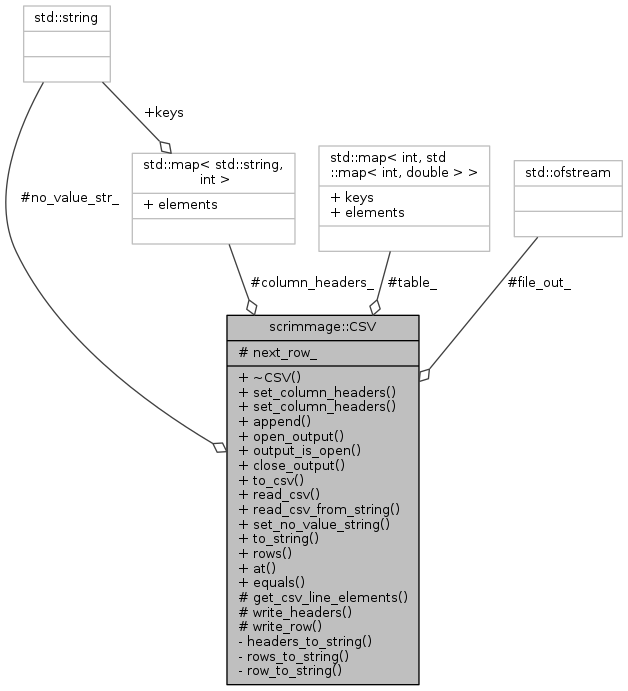 std::string
+keys
std::map< std::string,
int >
+ elements
std::map< int, std
::map< int, double > >
+ keys
+ elements
std::ofstream
#no_value_str_
#column_headers_
#table_
#file_out_
scrimmage::CSV
# next_row_
+ ~CSV()
+ set_column_headers()
+ set_column_headers()
+ append()
+ open_output()
+ output_is_open()
+ close_output()
+ to_csv()
+ read_csv()
+ read_csv_from_string()
+ set_no_value_string()
+ to_string()
+ rows()
+ at()
+ equals()
# get_csv_line_elements()
# write_headers()
# write_row()
- headers_to_string()
- rows_to_string()
- row_to_string()